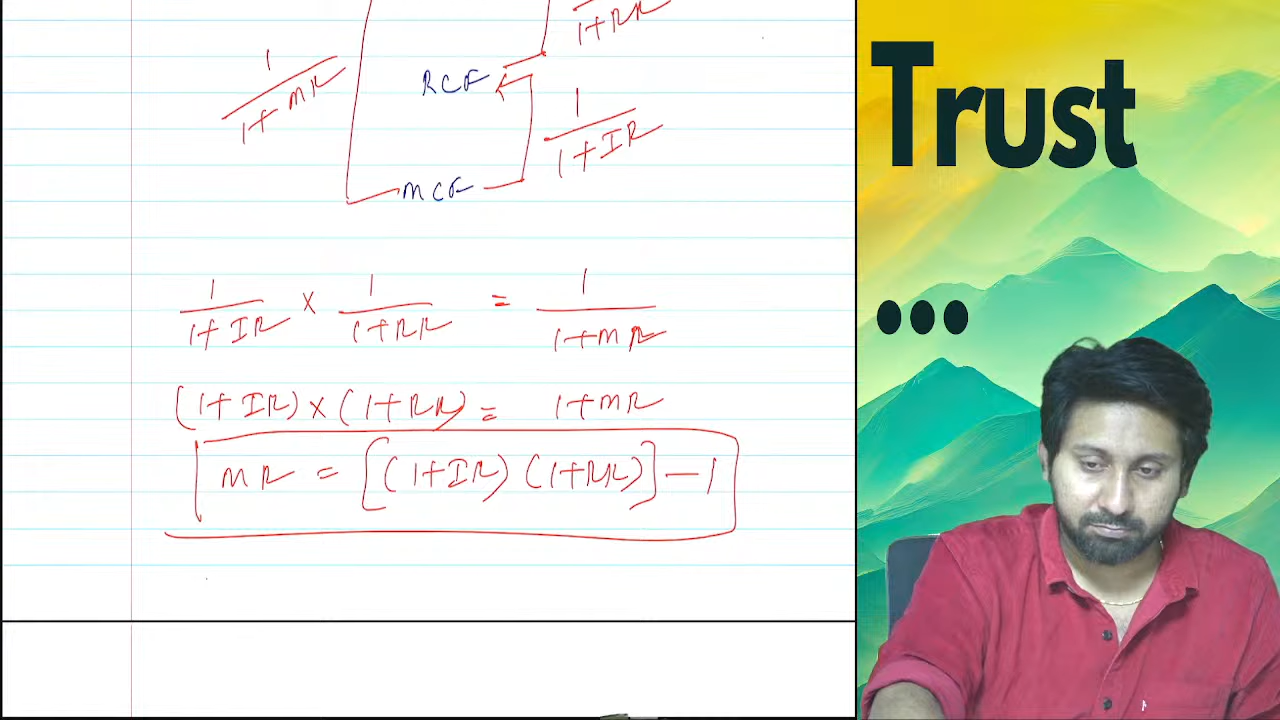 1/(1+RR)
1/(1+MR)
RCF
1/(1+IR)
MCF
1/(1+IR) × 1/(1+RR) = 1/(1+MR)
(1+IR) × (1+RR) = 1+MR
MR = [(1+IR) (1+RR)] - 1
Trust
...